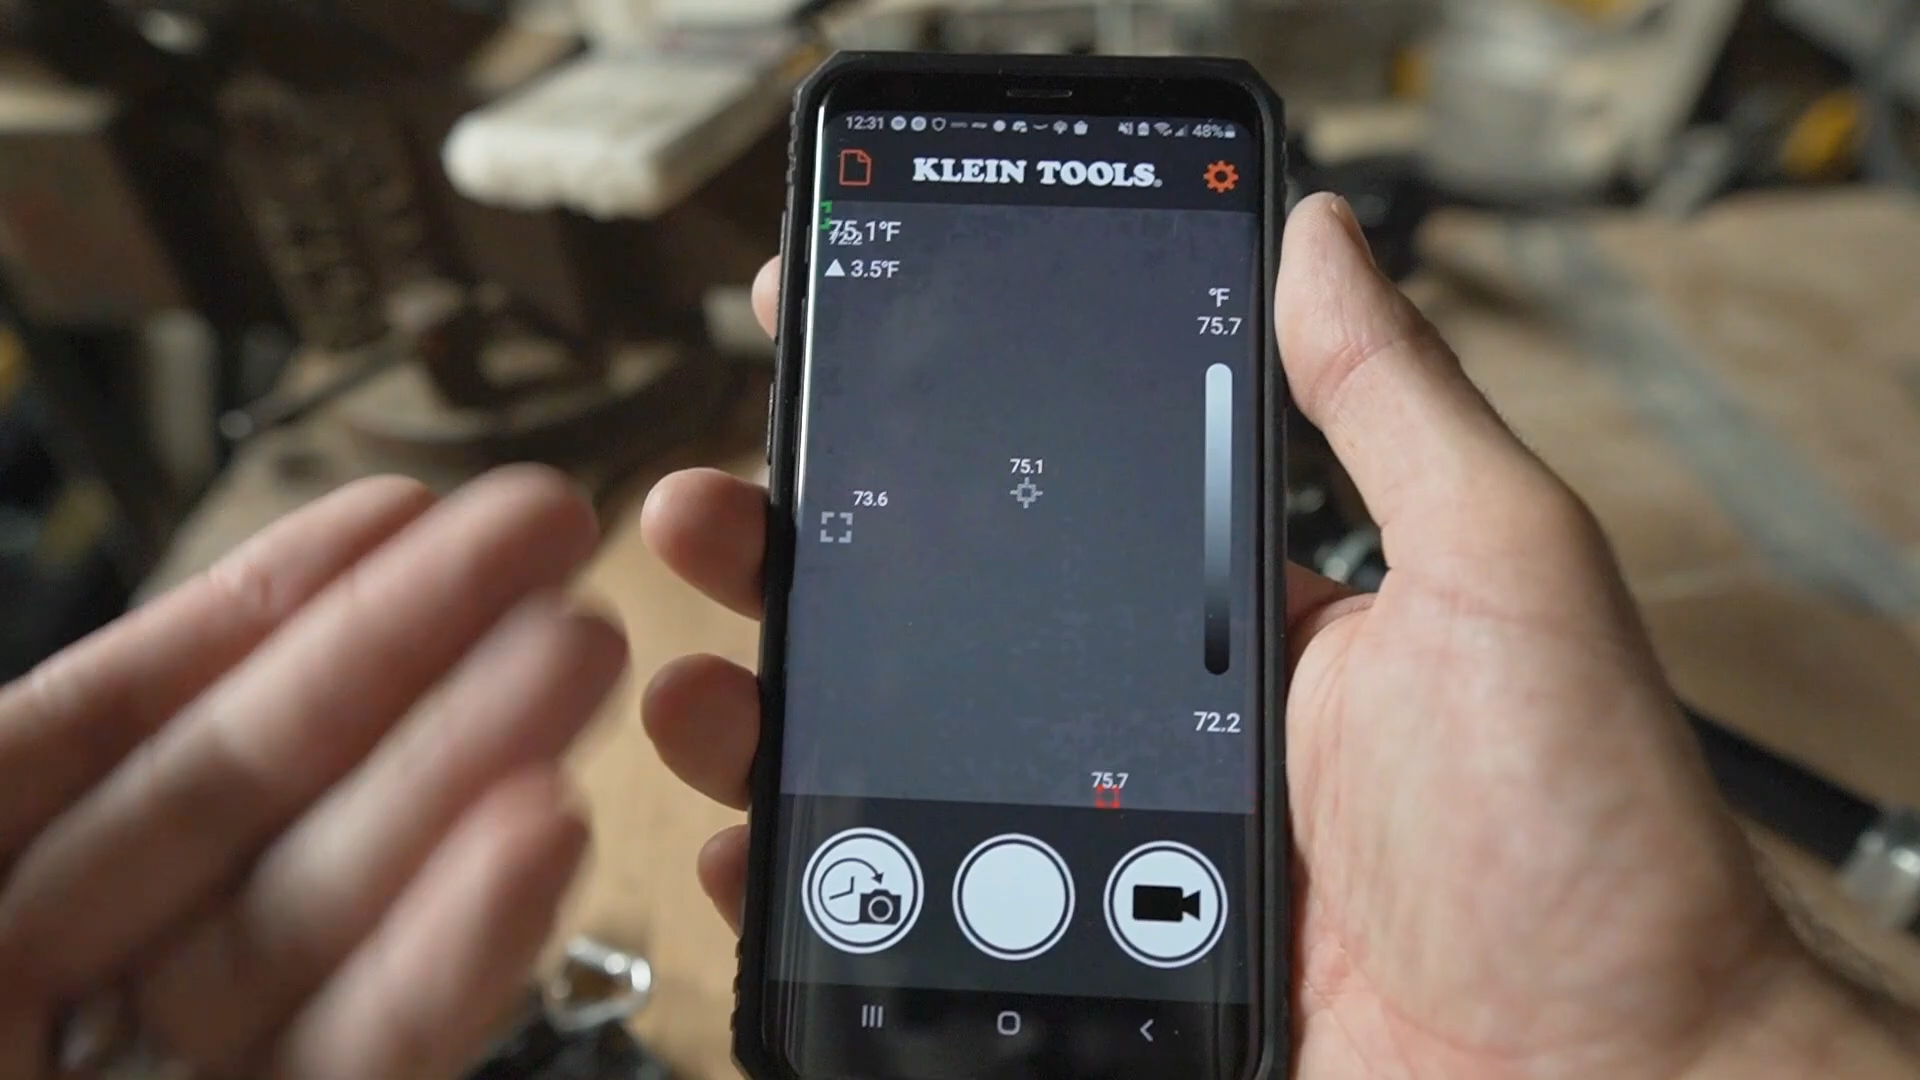 12:31 48%
KLEIN TOOLS®
75.1°F
72.2
▲ 3.5°F
°F
75.7
75.1
73.6
72.2
75.7